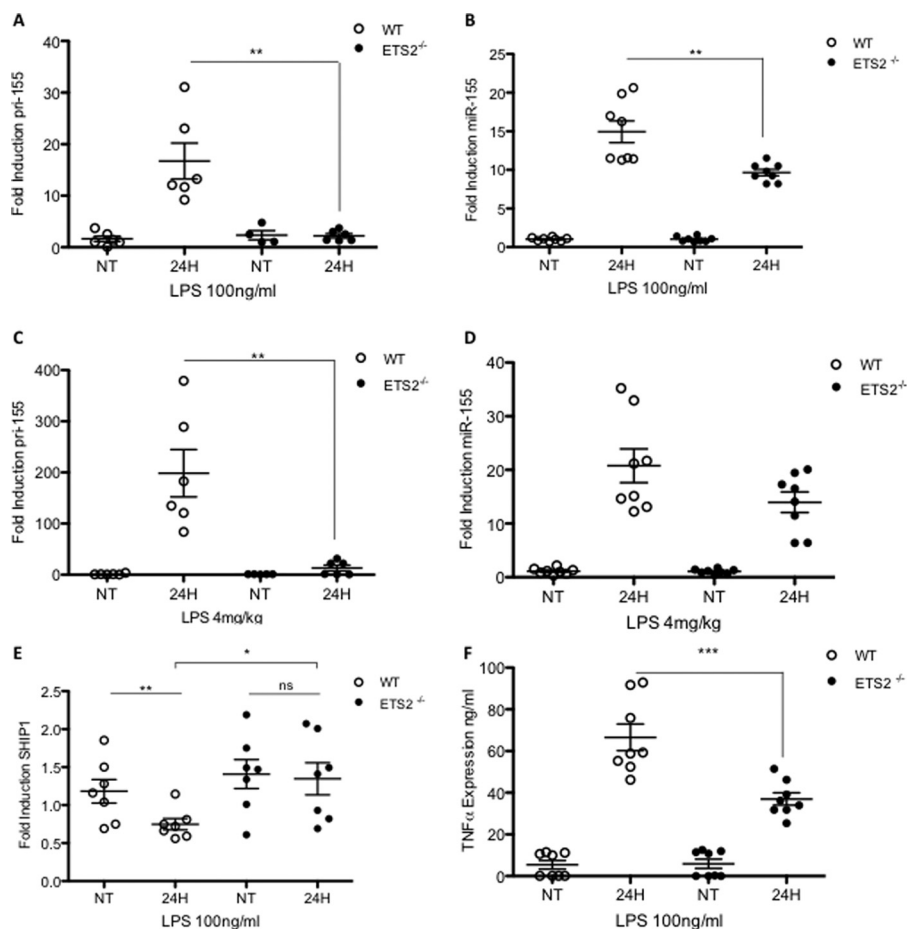 A
WT
ETS2-/-
**
Fold Induction pri-155
40
30
20
10
0
NT 24H NT 24H
LPS 100ng/ml
B
WT
ETS2 -/-
**
Fold Induction miR-155
25
20
15
10
5
0
NT 24H NT 24H
LPS 100ng/ml
C
WT
ETS2-/-
**
Fold Induction pri-155
400
300
200
100
0
NT 24H NT 24H
LPS 4mg/kg
D
WT
ETS2-/-
Fold Induction miR-155
40
30
20
10
0
NT 24H NT 24H
LPS 4mg/kg
E
WT
ETS2 -/-
*
**
ns
Fold Induction SHIP1
2.5
2.0
1.5
1.0
0.5
0.0
NT 24H NT 24H
LPS 100ng/ml
F
WT
ETS2 -/-
***
TNFα Expression ng/ml
100
80
60
40
20
0
NT 24H NT 24H
LPS 100ng/ml